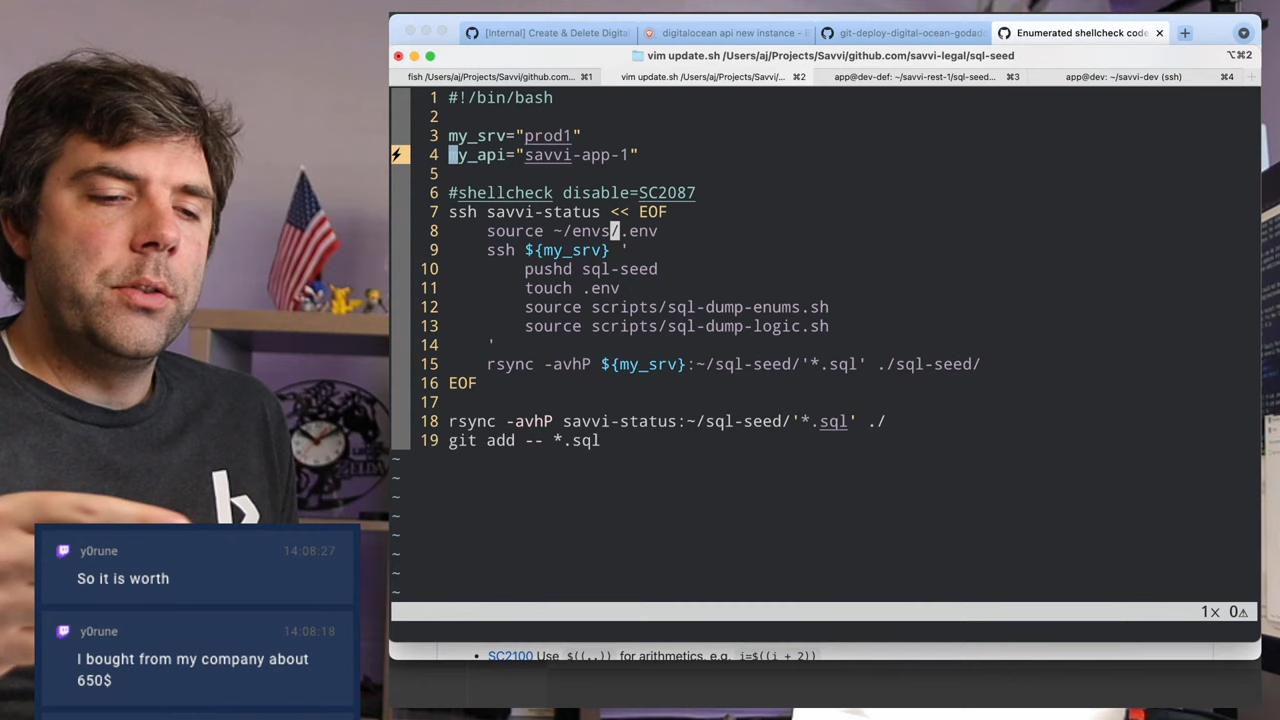 [Internal] Create & Delete Digita
digitalocean api new instance - B
git-deploy-digital-ocean-godad
Enumerated shellcheck code
vim update.sh /Users/aj/Projects/Savvi/github.com/savvi-legal/sql-seed
⌥⌘2
fish /Users/aj/Projects/Savvi/github.com... ⌘1
vim update.sh /Users/aj/Projects/Savvi/... ⌘2
app@dev-def: ~/savvi-rest-1/sql-seed... ⌘3
app@dev: ~/savvi-dev (ssh) ⌘4
1 #!/bin/bash
2
3 my_srv="prod1"
4 my_api="savvi-app-1"
5
6 #shellcheck disable=SC2087
7 ssh savvi-status << EOF
8     source ~/envs/.env
9     ssh ${my_srv} '
10         pushd sql-seed
11         touch .env
12         source scripts/sql-dump-enums.sh
13         source scripts/sql-dump-logic.sh
14     '
15     rsync -avhP ${my_srv}:~/sql-seed/'*.sql' ./sql-seed/
16 EOF
17
18 rsync -avhP savvi-status:~/sql-seed/'*.sql' ./
19 git add -- *.sql
~
~
~
~
~
~
~
~
1× 0⚠
SC2100 Use $((..)) for arithmetics, e.g. i=$((i + 2))
b
y0rune 14:08:27
So it is worth
y0rune 14:08:18
I bought from my company about
650$